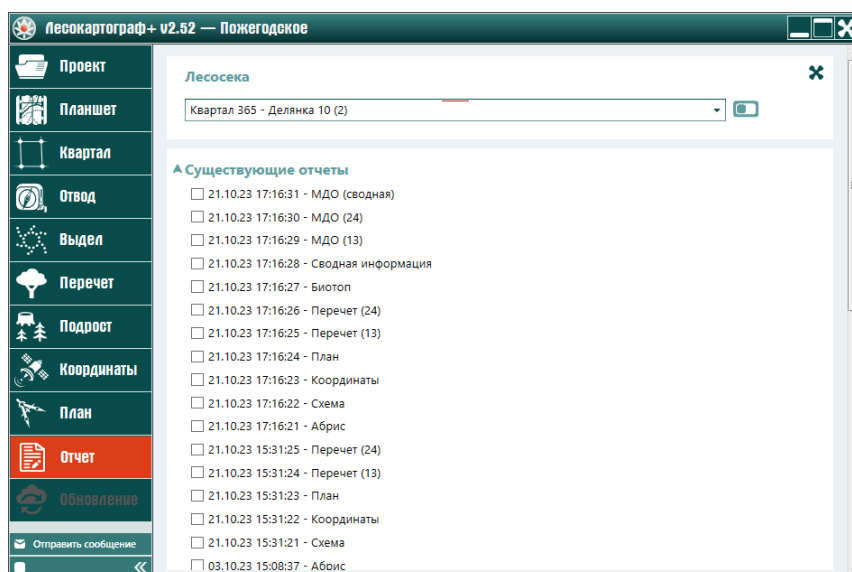 Лесокартограф+ v2.52 — Пожегодское
Проект
Планшет
Квартал
Отвод
Выдел
Перечет
Подрост
Координаты
План
Отчет
Обновление
Отправить сообщение
Лесосека
Квартал 365 - Делянка 10 (2)
Существующие отчеты
21.10.23 17:16:31 - МДО (сводная)
21.10.23 17:16:30 - МДО (24)
21.10.23 17:16:29 - МДО (13)
21.10.23 17:16:28 - Сводная информация
21.10.23 17:16:27 - Биотоп
21.10.23 17:16:26 - Перечет (24)
21.10.23 17:16:25 - Перечет (13)
21.10.23 17:16:24 - План
21.10.23 17:16:23 - Координаты
21.10.23 17:16:22 - Схема
21.10.23 17:16:21 - Абрис
21.10.23 15:31:25 - Перечет (24)
21.10.23 15:31:24 - Перечет (13)
21.10.23 15:31:23 - План
21.10.23 15:31:22 - Координаты
21.10.23 15:31:21 - Схема
03.10.23 15:08:37 - Абрис